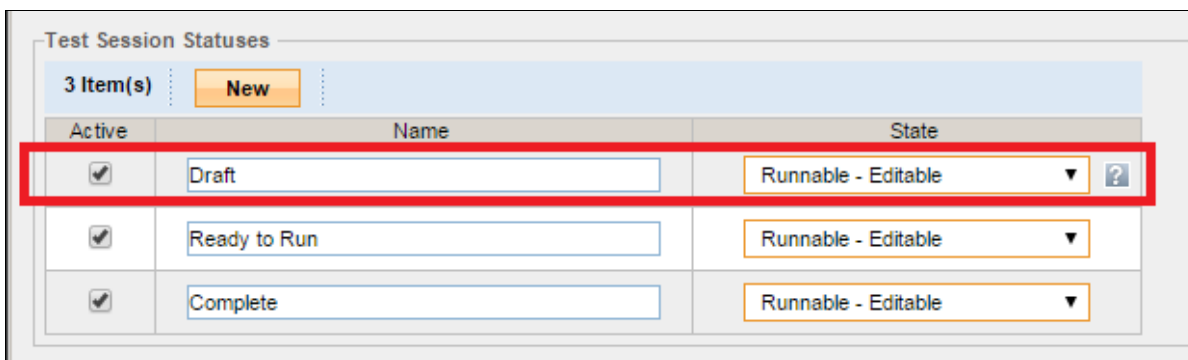 Test Session Statuses
3 Item(s) New
Active Name State
Draft Runnable - Editable ?
Ready to Run Runnable - Editable
Complete Runnable - Editable